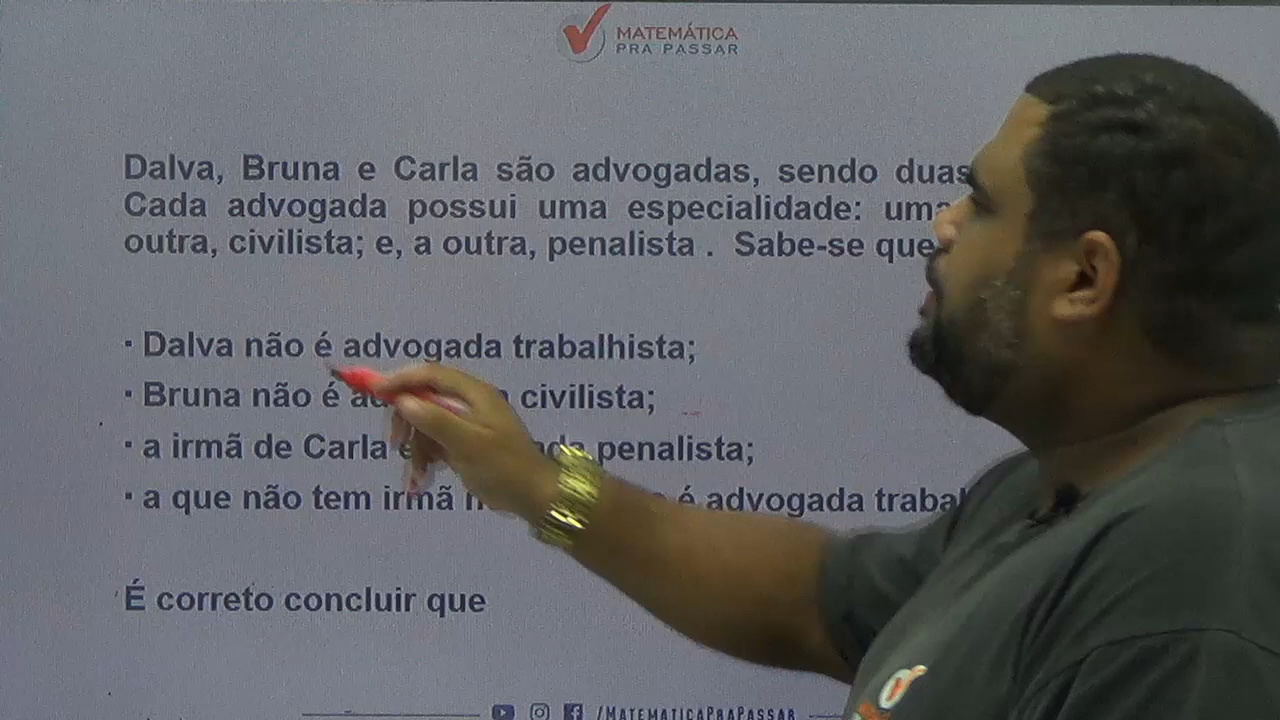 MATEMÁTICA
PRA PASSAR
Dalva, Bruna e Carla são advogadas, sendo duas
Cada advogada possui uma especialidade: uma
outra, civilista; e, a outra, penalista . Sabe-se que
· Dalva não é advogada trabalhista;
· Bruna não é civilista;
· a irmã de Carla penalista;
· a que não tem irmã é advogada
É correto concluir que
/MATEMATICAPRAPASSAR